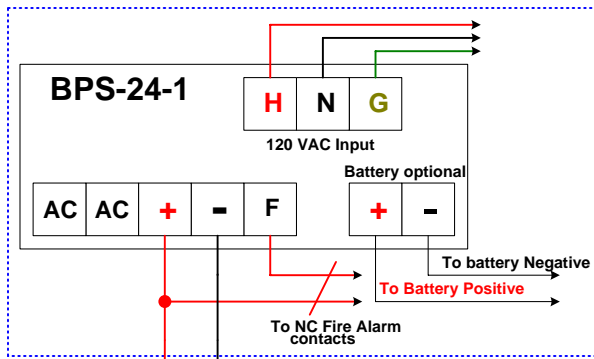 BPS-24-1
H N G
120 VAC Input
Battery optional
AC AC + - F + -
To battery Negative
To Battery Positive
To NC Fire Alarm
contacts